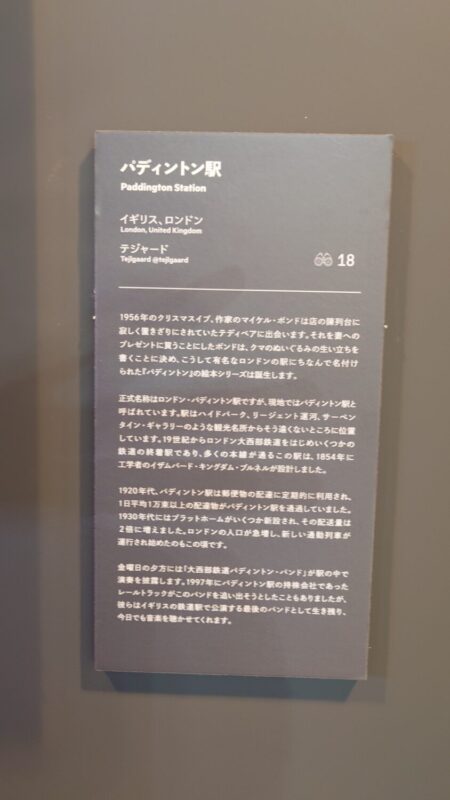 パディントン駅
Paddington Station
イギリス、ロンドン
London, United Kingdom
テジャード
Tejlgaard @tejlgaard
18
1956年のクリスマスイブ、作家のマイケル・ボンドは店の陳列台に
寂しく置きざりにされていたテディベアに出会います。それを妻への
プレゼントに買うことにしたボンドは、クマのぬいぐるみの生い立ちを
書くことに決め、こうして有名なロンドンの駅にちなんで名付け
られた『パディントン』の絵本シリーズは誕生します。
正式名称はロンドン・パディントン駅ですが、現地ではパディントン駅と
呼ばれています。駅はハイドパーク、リージェント運河、サーペン
タイン・ギャラリーのような観光名所からそう遠くないところに位置
しています。19世紀からロンドン大西部鉄道をはじめいくつかの
鉄道の終着駅であり、多くの本線が通るこの駅は、1854年に
工学者のイザムバード・キングダム・ブルネルが設計しました。
1920年代、パディントン駅は郵便物の配達に定期的に利用され、
1日平均1万束以上の配達物がパディントン駅を通過していました。
1930年代にはプラットホームがいくつか新設され、その配送量は
2倍に増えました。ロンドンの人口が急増し、新しい通勤列車が
運行され始めたのもこの頃です。
金曜日の夕方には「大西部鉄道パディントン・バンド」が駅の中で
演奏を披露します。1997年にパディントン駅の持株会社であった
レールトラックがこのバンドを追い出そうとしたこともありましたが、
彼らはイギリスの鉄道駅で公演する最後のバンドとして生き残り、
今日でも音楽を聴かせてくれます。